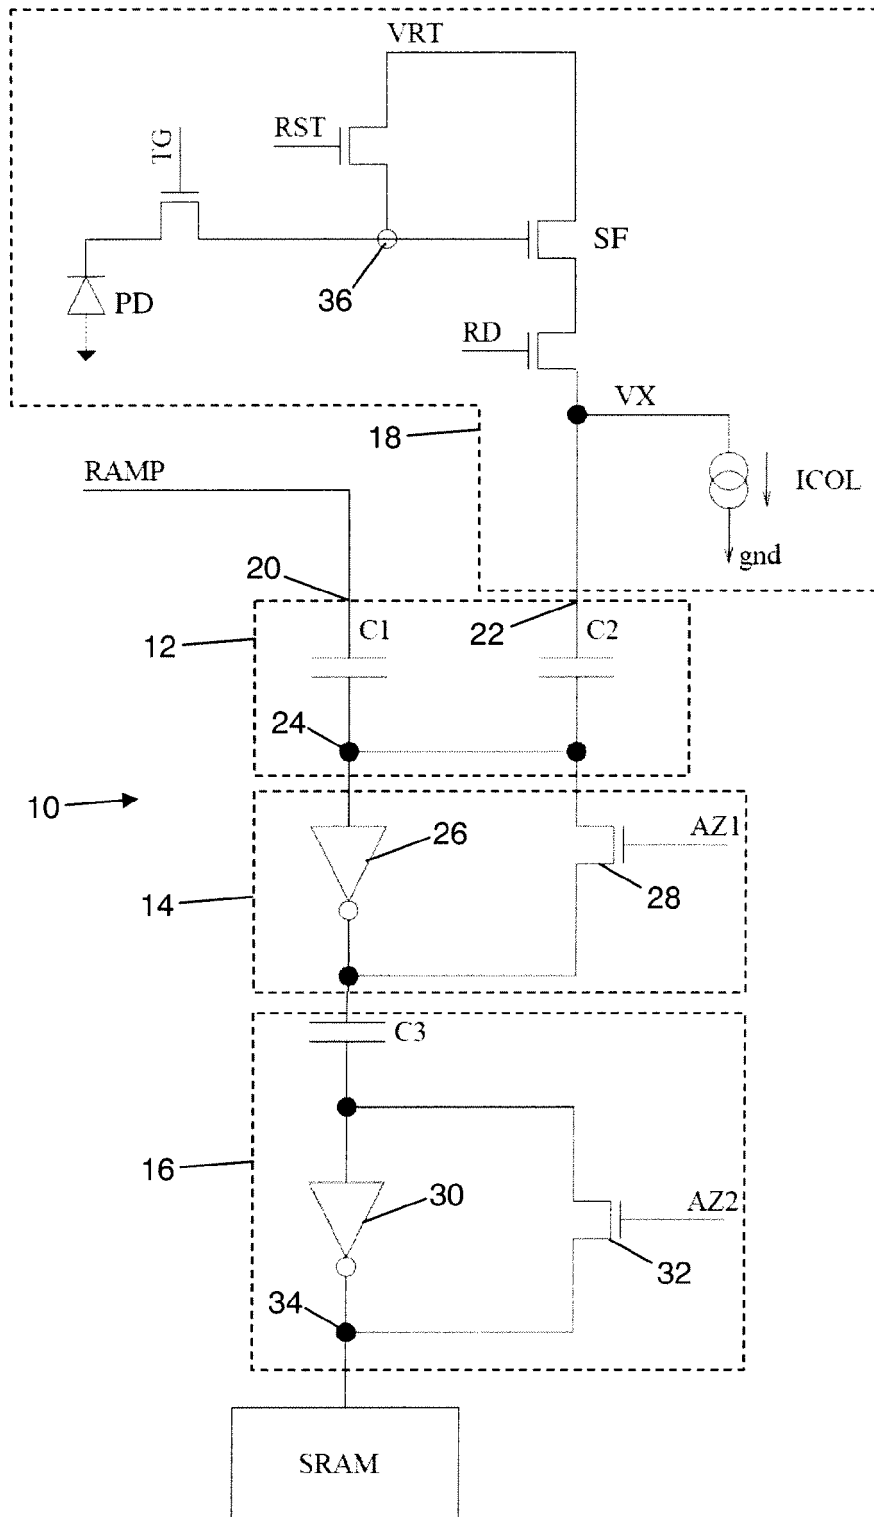 VRT
RST
TG
SF
36
PD
RD
VX
18
RAMP
ICOL
gnd
20
22
C1
C2
12
24
10
26
AZ1
28
14
C3
16
30
AZ2
32
34
SRAM